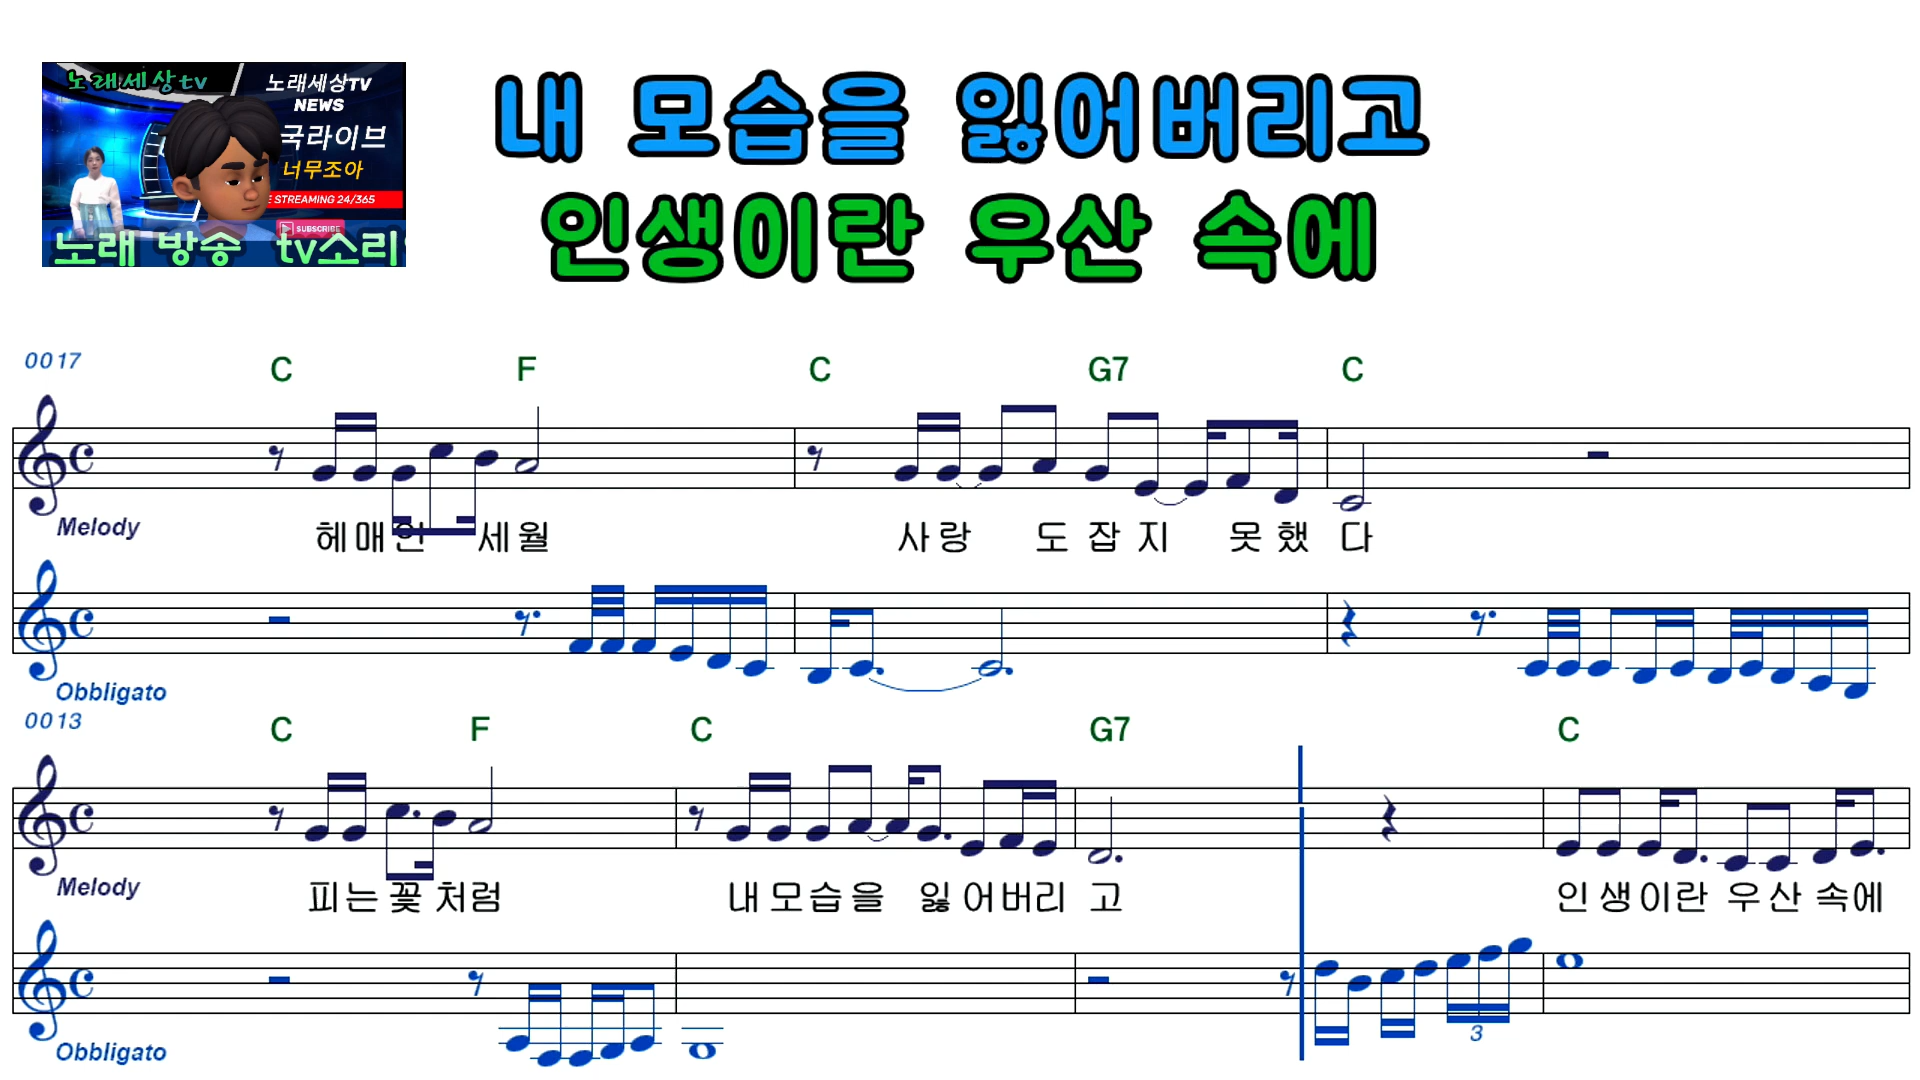 노래세상tv
노래세상TV
NEWS
국라이브
너무조아
STREAMING 24/365
SUBSCRIBE
노래 방송 tv소리
내 모습을 잃어버리고
인생이란 우산 속에
0017
C F C G7 C
Melody
헤매인 세월 사랑 도잡지 못했 다
Obbligato
0013
C F C G7 C
Melody
피는꽃처럼 내모습을 잃어버리 고 인생이란 우산 속에
3
Obbligato